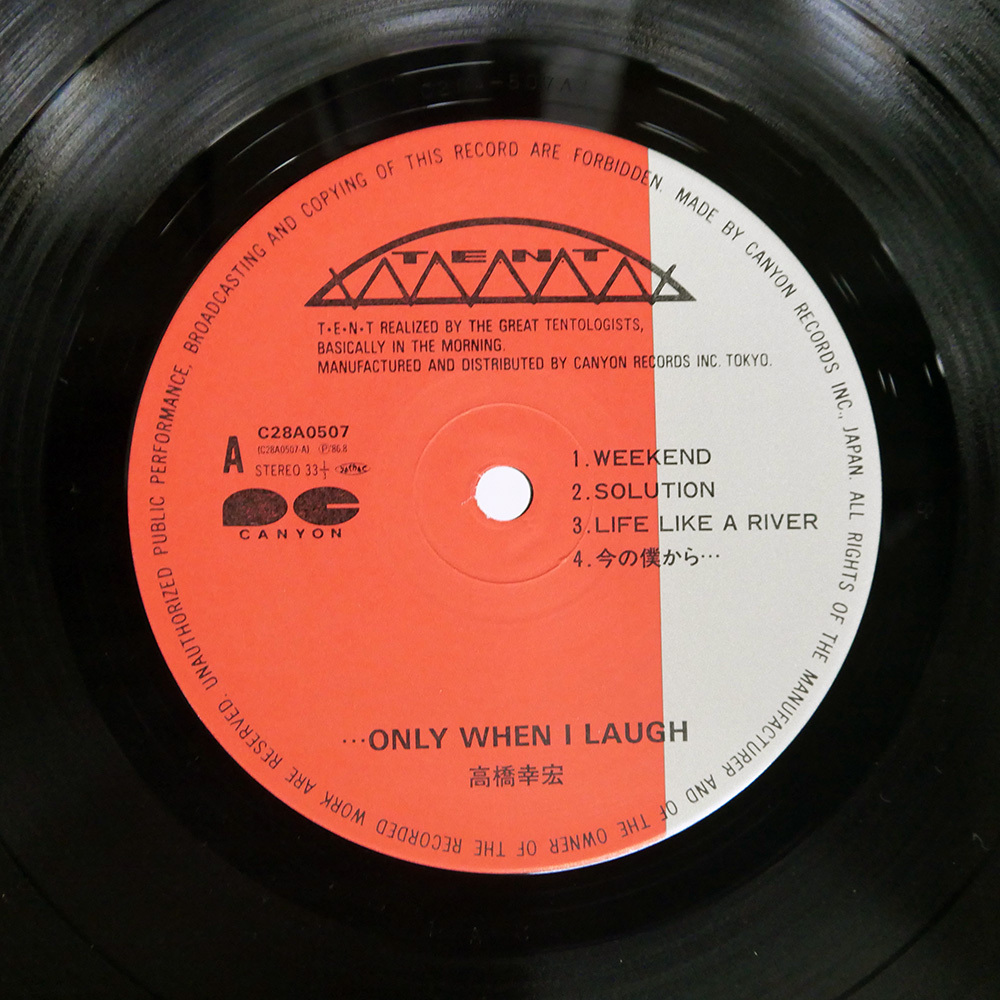 UNAUTHORIZED PUBLIC PERFORMANCE, BROADCASTING AND COPYING OF THIS RECORD ARE FORBIDDEN. MADE BY CANYON RECORDS INC., JAPAN. ALL RIGHTS OF THE MANUFACTURER AND OF THE OWNER OF THE RECORDED WORK ARE RESERVED.
T•E•N•T
T•E•N•T REALIZED BY THE GREAT TENTOLOGISTS,
BASICALLY IN THE MORNING.
MANUFACTURED AND DISTRIBUTED BY CANYON RECORDS INC. TOKYO.
A
C28A0507
(C28A0507-A) Ⓟ'86.8
STEREO 33⅓
CANYON
1. WEEKEND
2. SOLUTION
3. LIFE LIKE A RIVER
4. 今の僕から…
…ONLY WHEN I LAUGH
高橋幸宏